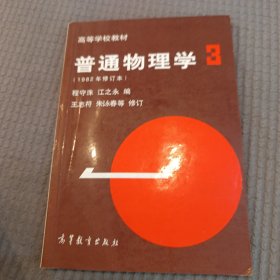 高等学校教材
普通物理学 3
(1982年修订本)
程守洙 江之永 编
王志符 朱泳春等 修订
高等教育出版社